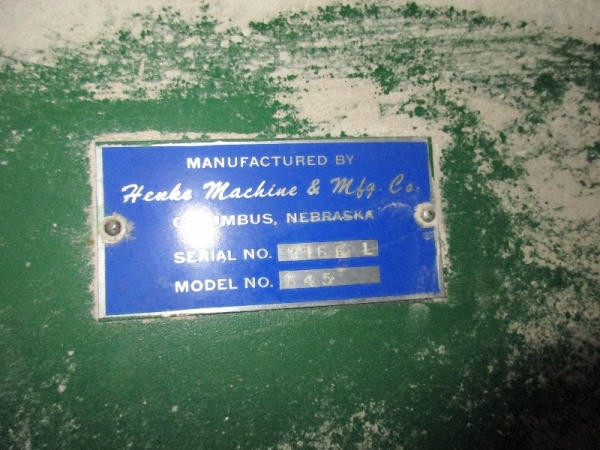 MANUFACTURED BY
Henke Machine & Mfg. Co.
COLUMBUS, NEBRASKA
SERIAL NO.
MODEL NO.